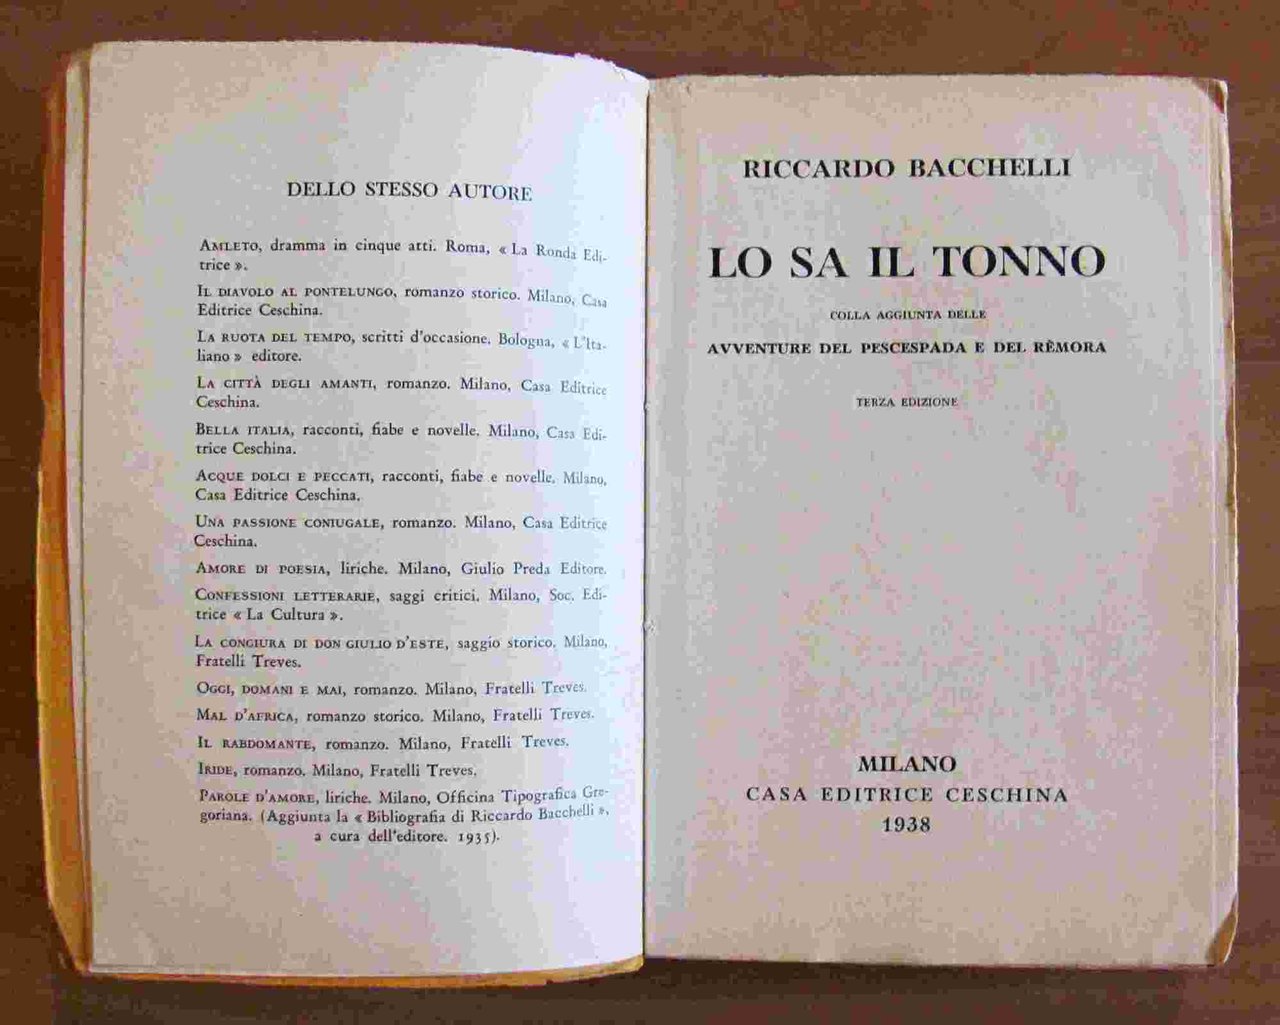 DELLO STESSO AUTORE
AMLETO, dramma in cinque atti. Roma, « La Ronda Edi-
trice ».
IL DIAVOLO AL PONTELUNGO, romanzo storico. Milano, Casa
Editrice Ceschina.
LA RUOTA DEL TEMPO, scritti d'occasione. Bologna, « L'Ita-
liano » editore.
LA CITTÀ DEGLI AMANTI, romanzo. Milano, Casa Editrice
Ceschina.
BELLA ITALIA, racconti, fiabe e novelle. Milano, Casa Edi-
trice Ceschina.
ACQUE DOLCI E PECCATI, racconti, fiabe e novelle. Milano,
Casa Editrice Ceschina.
UNA PASSIONE CONIUGALE, romanzo. Milano, Casa Editrice
Ceschina.
AMORE DI POESIA, liriche. Milano, Giulio Preda Editore.
CONFESSIONI LETTERARIE, saggi critici. Milano, Soc. Edi-
trice « La Cultura ».
LA CONGIURA DI DON GIULIO D'ESTE, saggio storico. Milano,
Fratelli Treves.
OGGI, DOMANI E MAI, romanzo. Milano, Fratelli Treves.
MAL D'AFRICA, romanzo storico. Milano, Fratelli Treves.
IL RABDOMANTE, romanzo. Milano, Fratelli Treves.
IRIDE, romanzo. Milano, Fratelli Treves.
PAROLE D'AMORE, liriche. Milano, Officina Tipografica Gre-
goriana. (Aggiunta la « Bibliografia di Riccardo Bacchelli »,
a cura dell'editore. 1935).
RICCARDO BACCHELLI
LO SA IL TONNO
COLLA AGGIUNTA DELLE
AVVENTURE DEL PESCESPADA E DEL RÊMORA
TERZA EDIZIONE
MILANO
CASA EDITRICE CESCHINA
1938